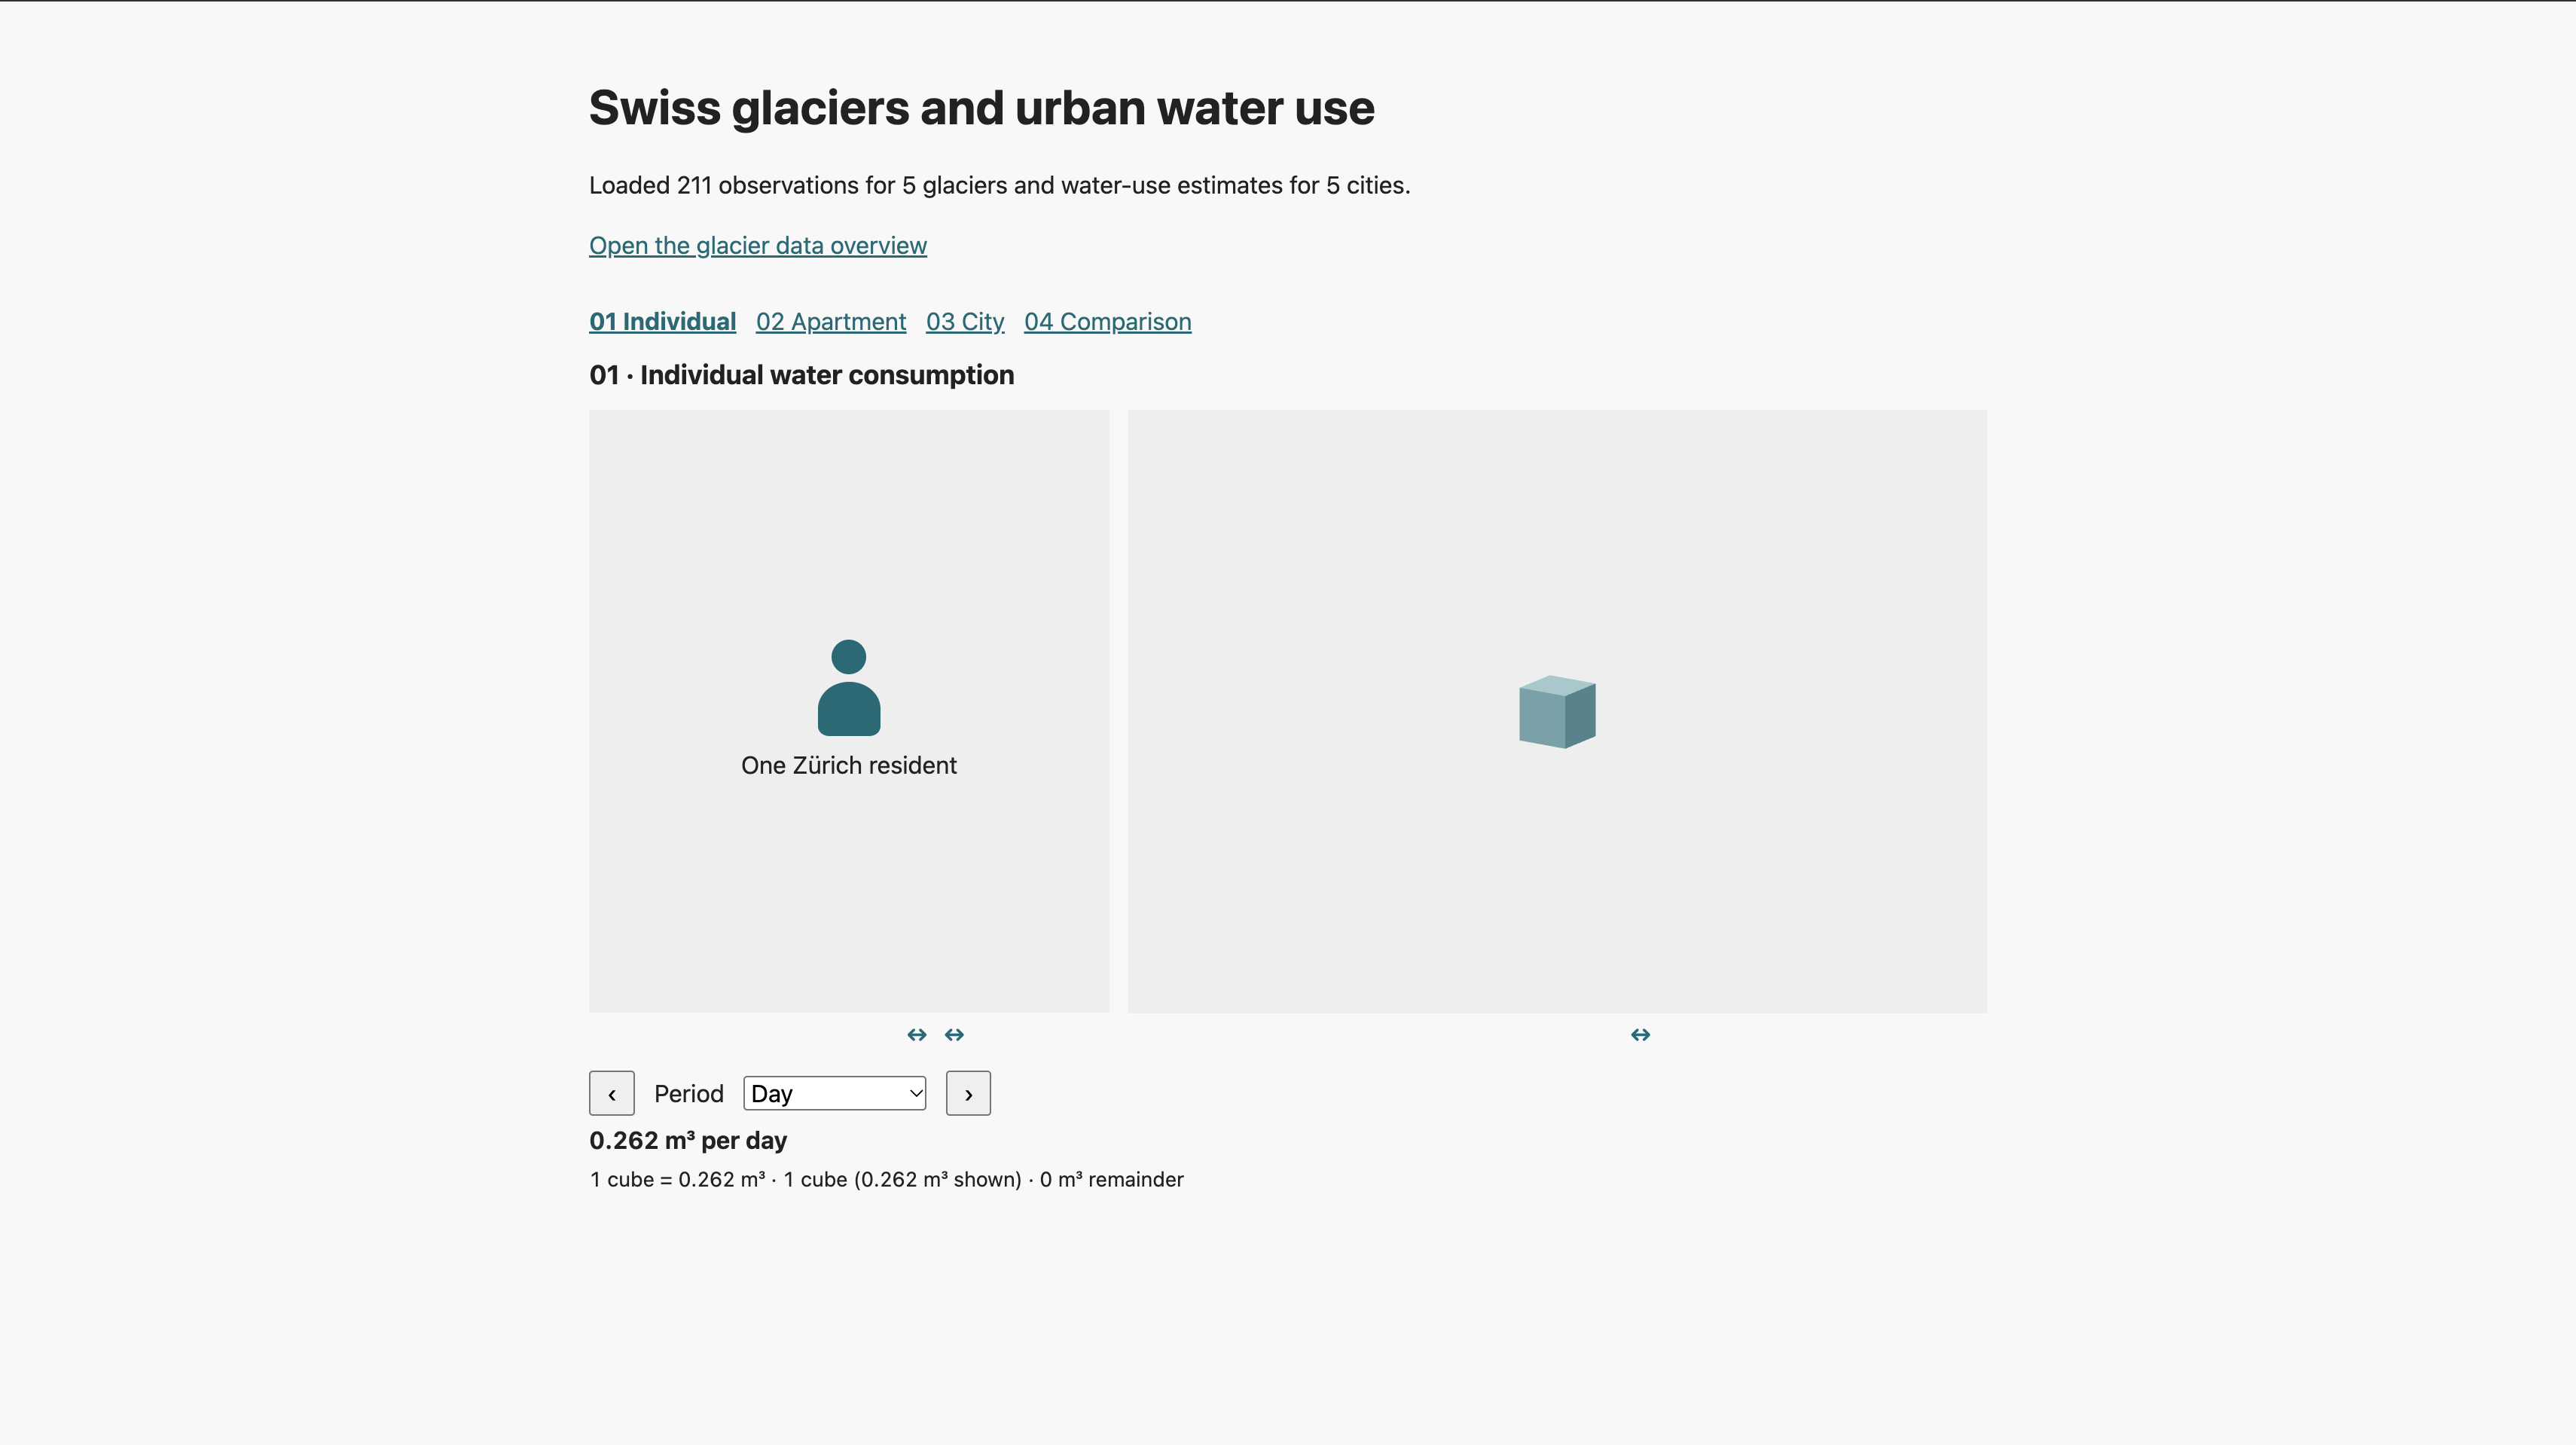 Swiss glaciers and urban water use
Loaded 211 observations for 5 glaciers and water-use estimates for 5 cities.
Open the glacier data overview
01 Individual 02 Apartment 03 City 04 Comparison
01 · Individual water consumption
One Zürich resident
↔ ↔ ↔
‹ Period Day ›
0.262 m³ per day
1 cube = 0.262 m³ · 1 cube (0.262 m³ shown) · 0 m³ remainder